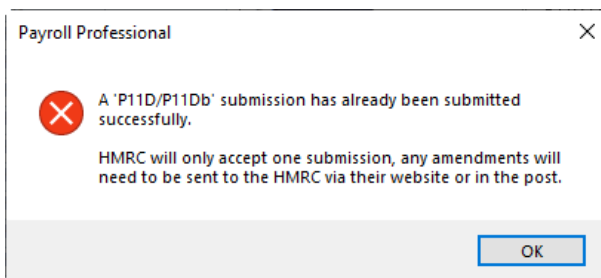 Payroll Professional
A 'P11D/P11Db' submission has already been submitted
successfully.
HMRC will only accept one submission, any amendments will
need to be sent to the HMRC via their website or in the post.
OK